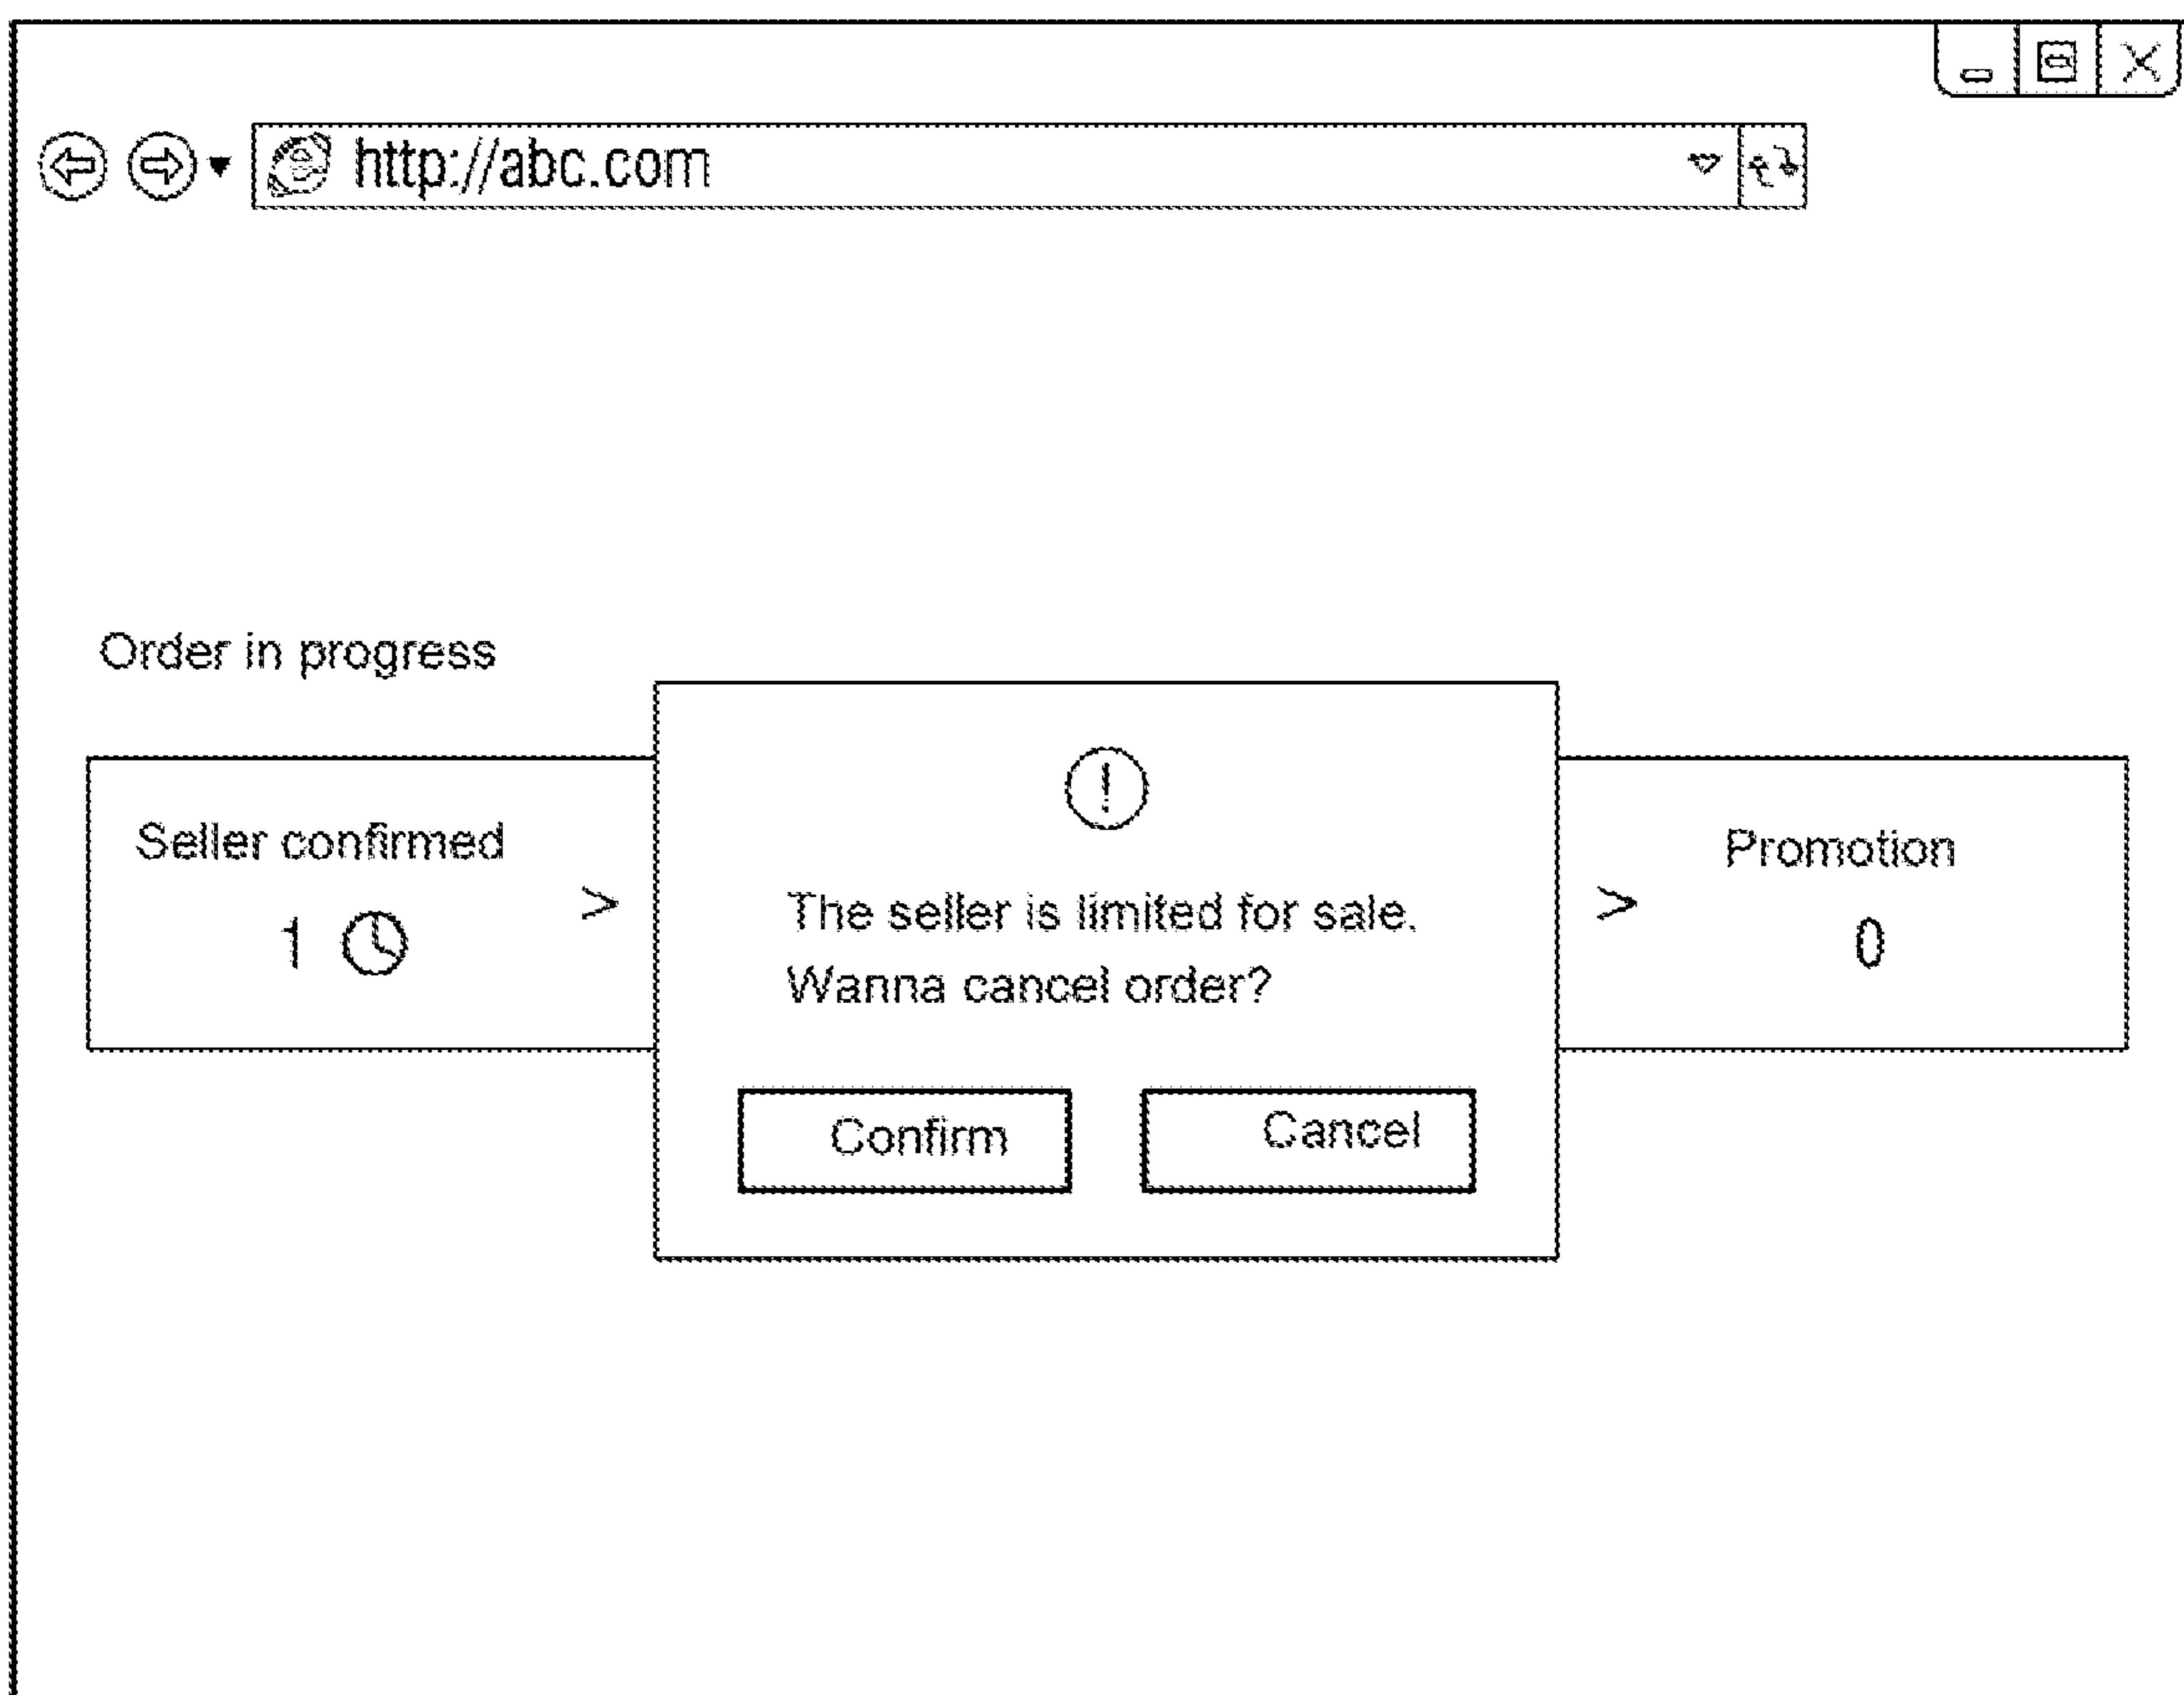 http://abc.com
Order in progress
Seller confirmed
1
>
The seller is limited for sale.
Wanna cancel order?
Confirm
Cancel
>
Promotion
0